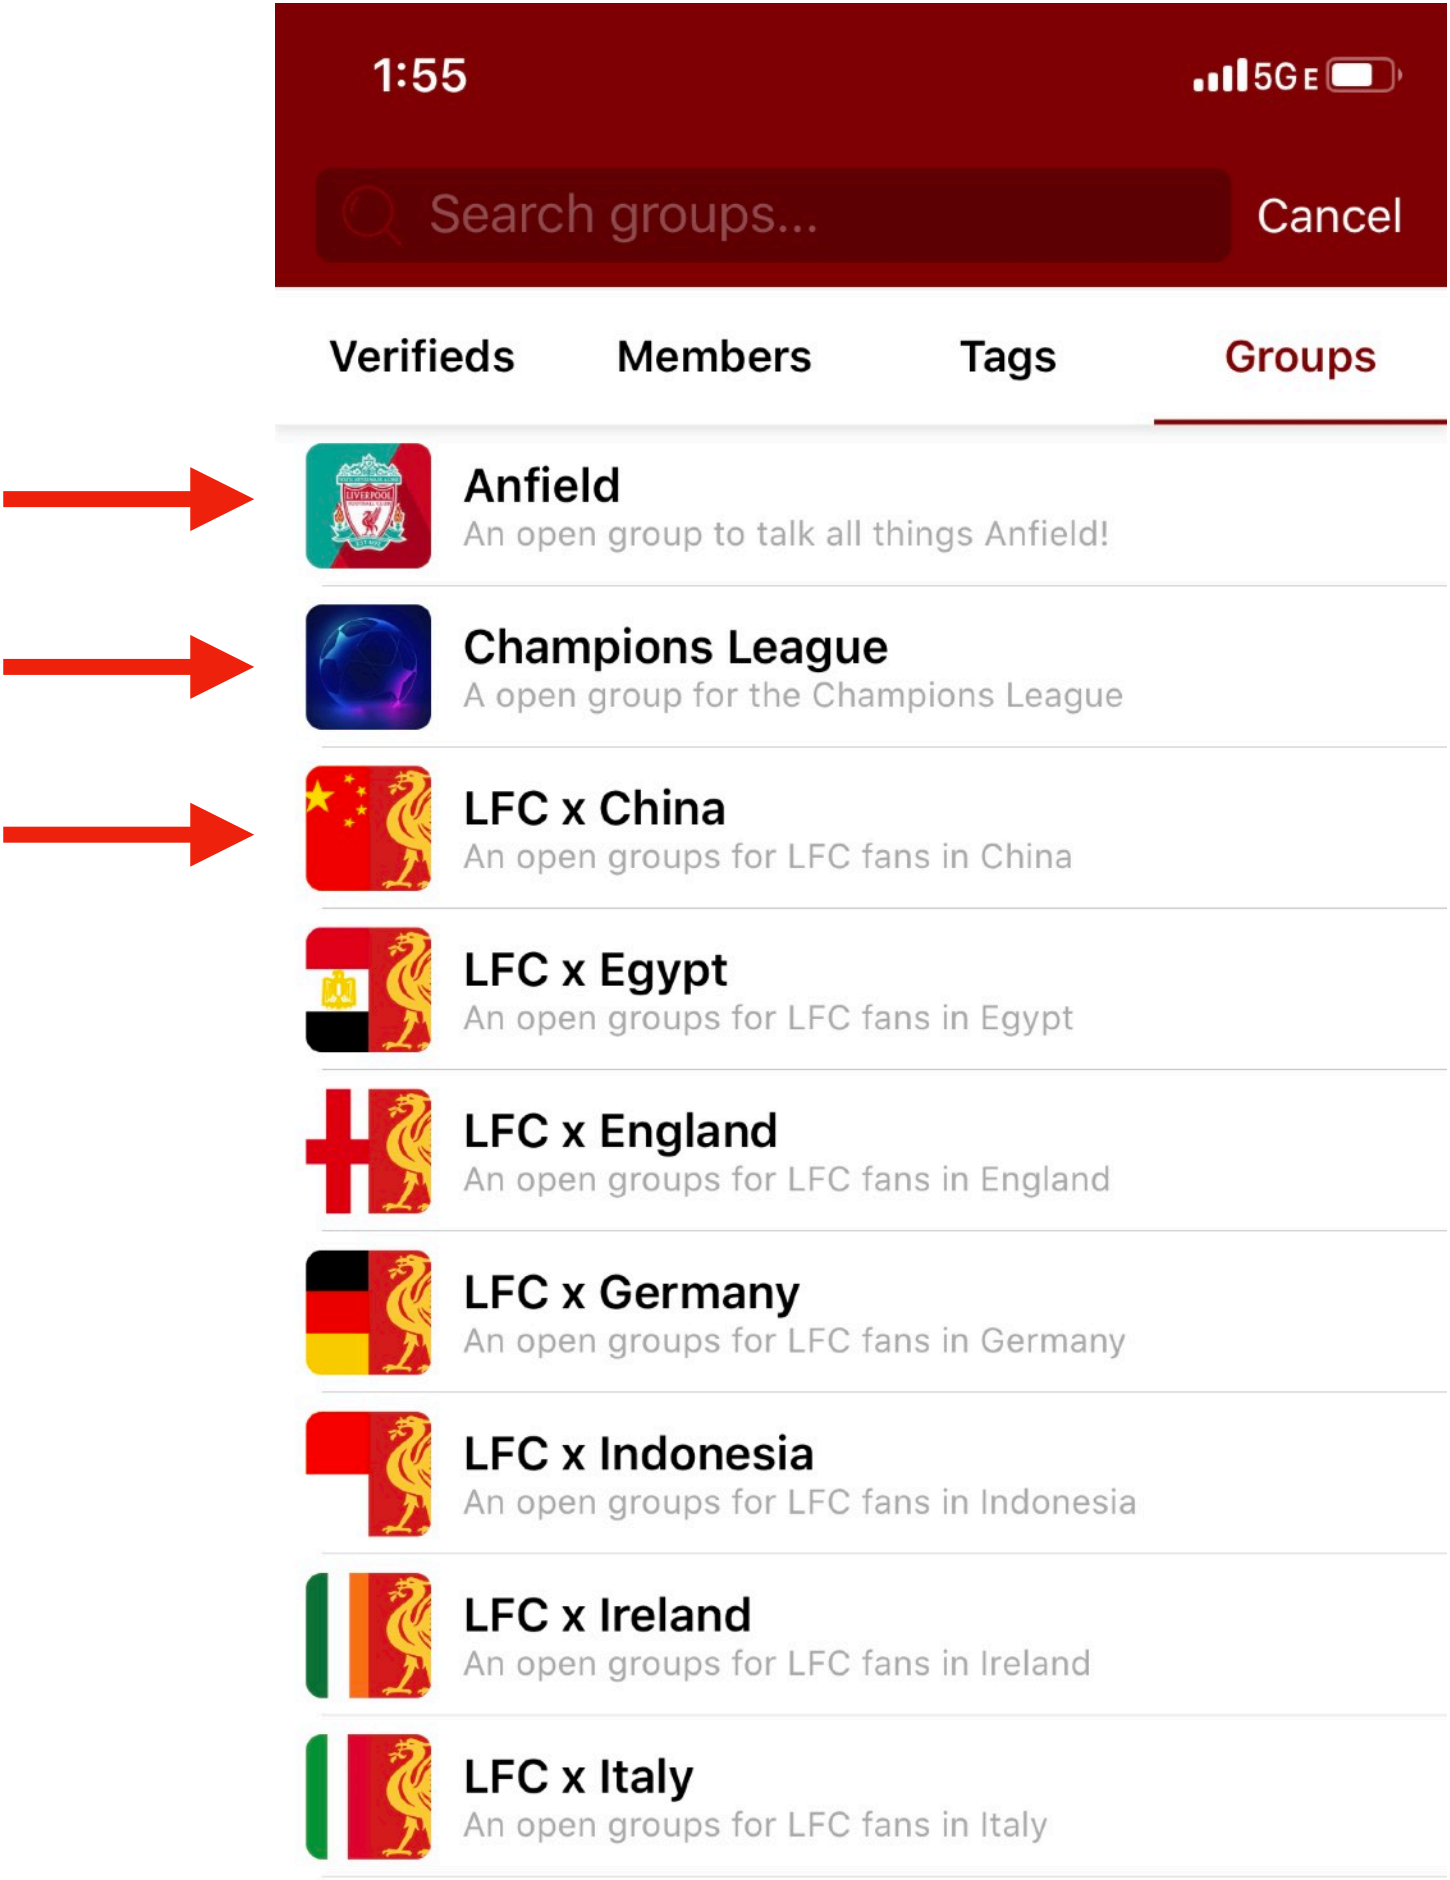 1:55
5G E
Search groups...
Cancel
Verifieds
Members
Tags
Groups
LIVERPOOL
Anfield
An open group to talk all things Anfield!
Champions League
A open group for the Champions League
LFC x China
An open groups for LFC fans in China
LFC x Egypt
An open groups for LFC fans in Egypt
LFC x England
An open groups for LFC fans in England
LFC x Germany
An open groups for LFC fans in Germany
LFC x Indonesia
An open groups for LFC fans in Indonesia
LFC x Ireland
An open groups for LFC fans in Ireland
LFC x Italy
An open groups for LFC fans in Italy